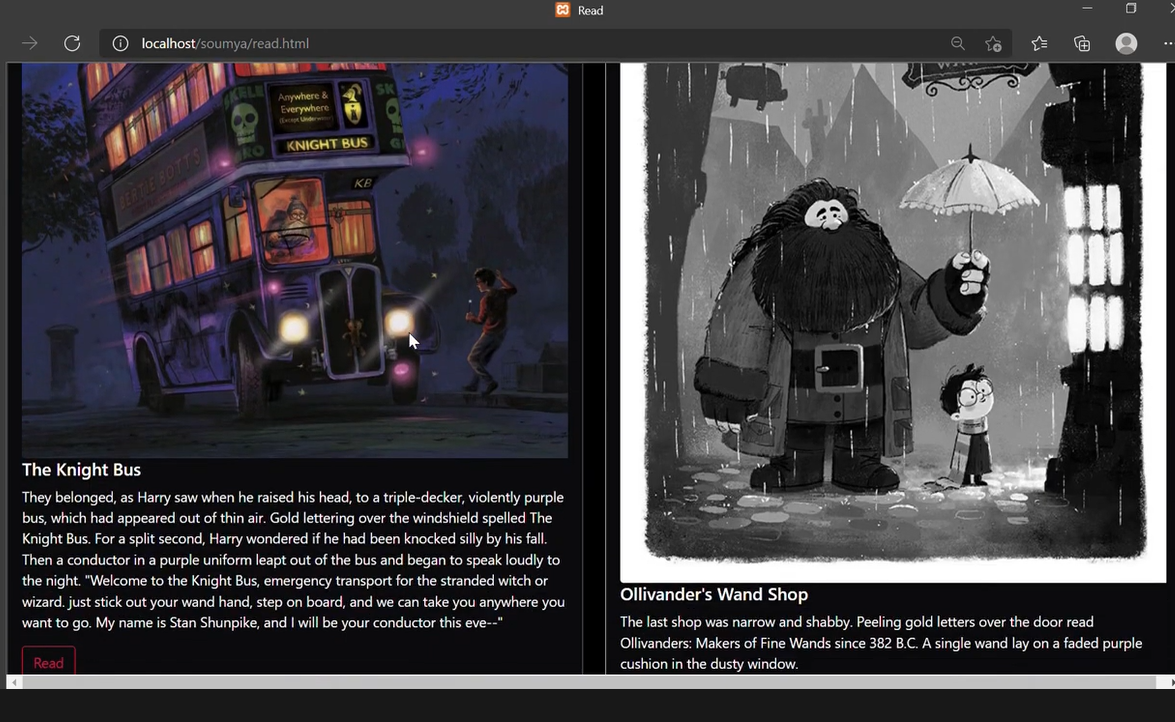 Read
localhost/soumya/read.html
Anywhere &
Everywhere
(Except Underwater)
KNIGHT BUS
BERTIE BOTT'S
KB
The Knight Bus
They belonged, as Harry saw when he raised his head, to a triple-decker, violently purple
bus, which had appeared out of thin air. Gold lettering over the windshield spelled The
Knight Bus. For a split second, Harry wondered if he had been knocked silly by his fall.
Then a conductor in a purple uniform leapt out of the bus and began to speak loudly to
the night. "Welcome to the Knight Bus, emergency transport for the stranded witch or
wizard. just stick out your wand hand, step on board, and we can take you anywhere you
want to go. My name is Stan Shunpike, and I will be your conductor this eve--"
Read
Ollivander's Wand Shop
The last shop was narrow and shabby. Peeling gold letters over the door read
Ollivanders: Makers of Fine Wands since 382 B.C. A single wand lay on a faded purple
cushion in the dusty window.